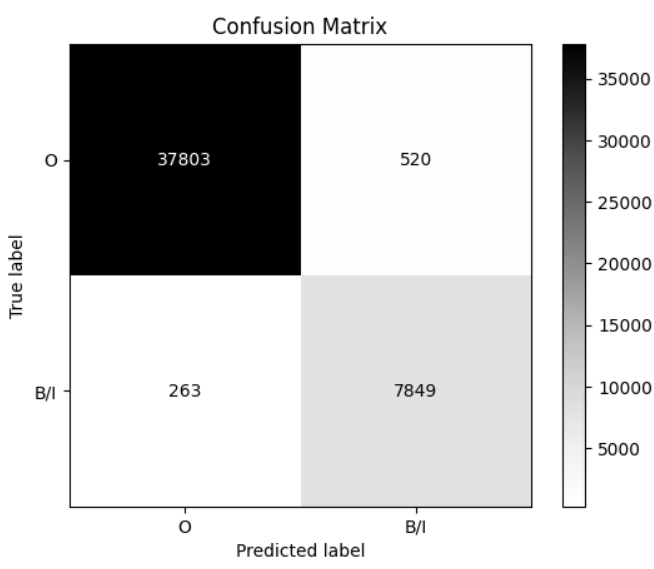 Confusion Matrix
O
37803
520
B/I
263
7849
O
B/I
True label
Predicted label
35000
30000
25000
20000
15000
10000
5000